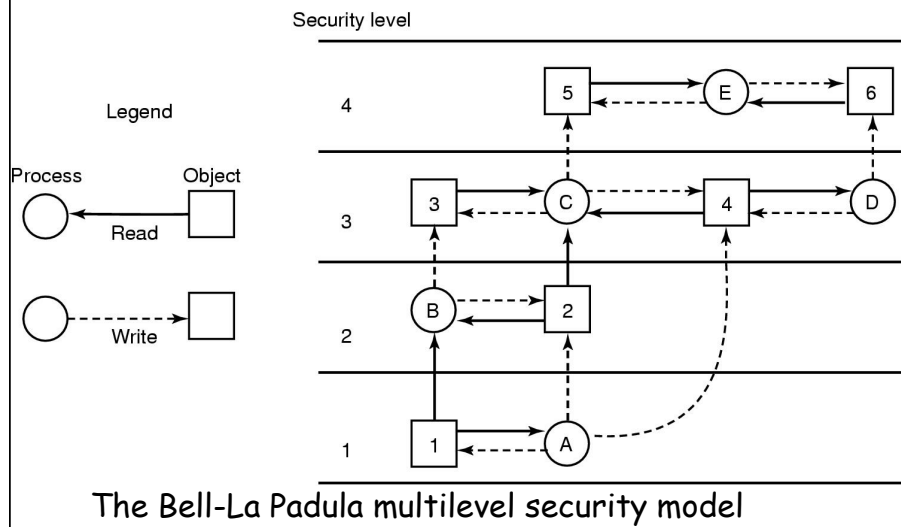 Security level
4
5
E
6
Legend
Process
Object
Read
3
3
C
4
D
Write
2
B
2
1
1
A
The Bell-La Padula multilevel security model